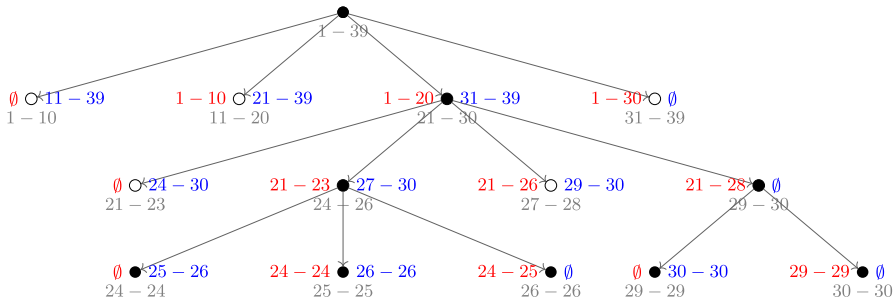 1 − 39
∅ 11 − 39 1 − 10 21 − 39 1 − 20 31 − 39 1 − 30 ∅
1 − 10 11 − 20 21 − 30 31 − 39
∅ 24 − 30 21 − 23 27 − 30 21 − 26 29 − 30 21 − 28 ∅
21 − 23 24 − 26 27 − 28 29 − 30
∅ 25 − 26 24 − 24 26 − 26 24 − 25 ∅ ∅ 30 − 30 29 − 29 ∅
24 − 24 25 − 25 26 − 26 29 − 29 30 − 30